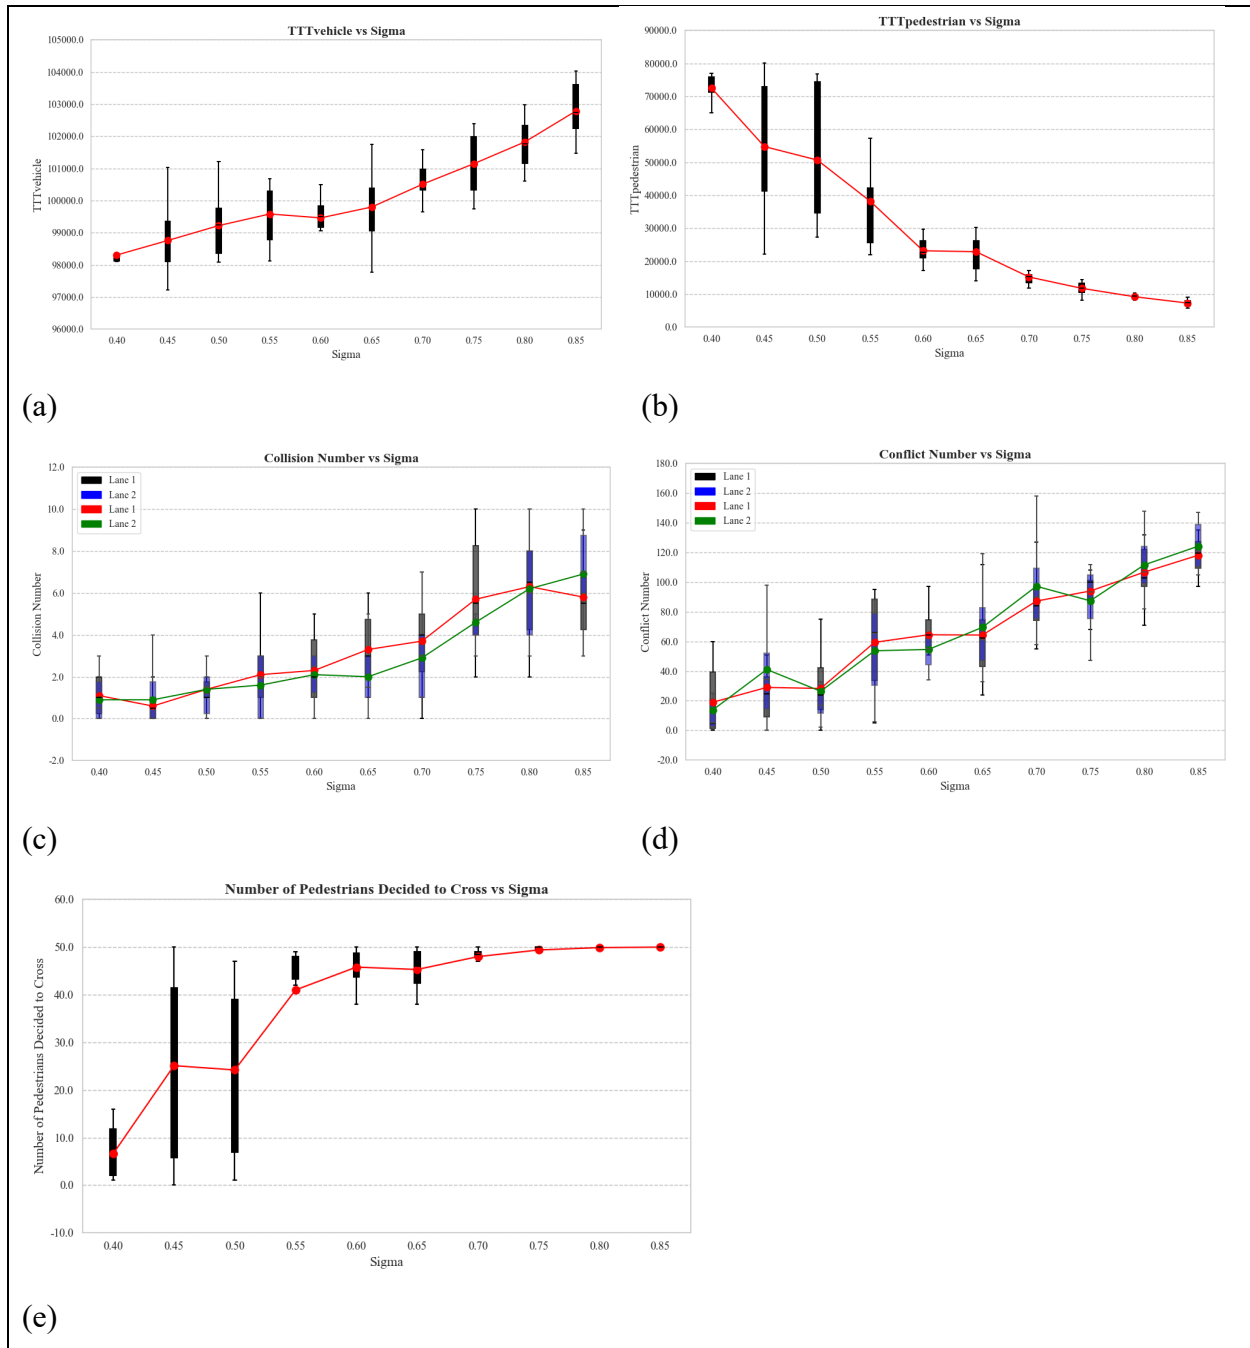 TTTvehicle vs Sigma
105000.0
104000.0
103000.0
102000.0
101000.0
100000.0
99000.0
98000.0
97000.0
96000.0
TTTvehicle
0.40 0.45 0.50 0.55 0.60 0.65 0.70 0.75 0.80 0.85
Sigma
(a)
TTTpedestrian vs Sigma
90000.0
80000.0
70000.0
60000.0
50000.0
40000.0
30000.0
20000.0
10000.0
0.0
TTTpedestrian
0.40 0.45 0.50 0.55 0.60 0.65 0.70 0.75 0.80 0.85
Sigma
(b)
Collision Number vs Sigma
12.0
10.0
8.0
6.0
4.0
2.0
0.0
-2.0
Collision Number
Lane 1
Lane 2
Lane 1
Lane 2
0.40 0.45 0.50 0.55 0.60 0.65 0.70 0.75 0.80 0.85
Sigma
(c)
Conflict Number vs Sigma
180.0
160.0
140.0
120.0
100.0
80.0
60.0
40.0
20.0
0.0
-20.0
Conflict Number
Lane 1
Lane 2
Lane 1
Lane 2
0.40 0.45 0.50 0.55 0.60 0.65 0.70 0.75 0.80 0.85
Sigma
(d)
Number of Pedestrians Decided to Cross vs Sigma
60.0
50.0
40.0
30.0
20.0
10.0
0.0
-10.0
Number of Pedestrians Decided to Cross
0.40 0.45 0.50 0.55 0.60 0.65 0.70 0.75 0.80 0.85
Sigma
(e)